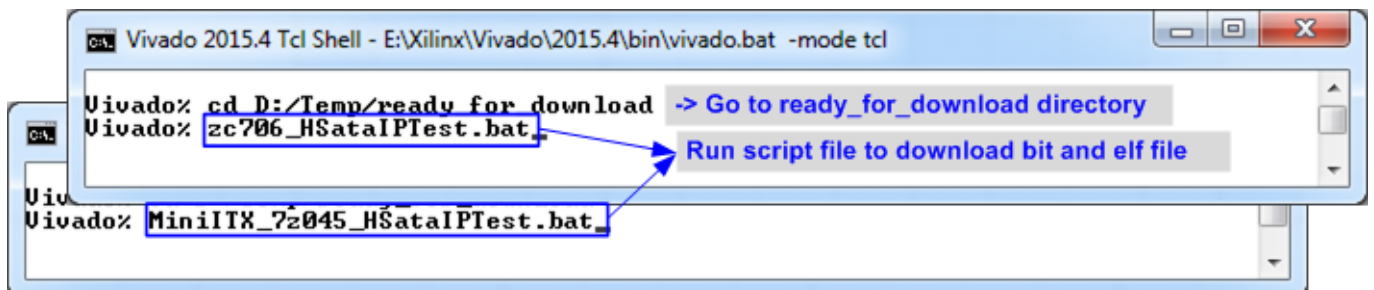 Vivado 2015.4 Tcl Shell - E:\Xilinx\Vivado\2015.4\bin\vivado.bat -mode tcl
Vivado% cd D:/Temp/ready_for_download -> Go to ready_for_download directory
Vivado% zc706_HSataIPTest.bat
Run script file to download bit and elf file
Vivado% MiniITX_7z045_HSataIPTest.bat